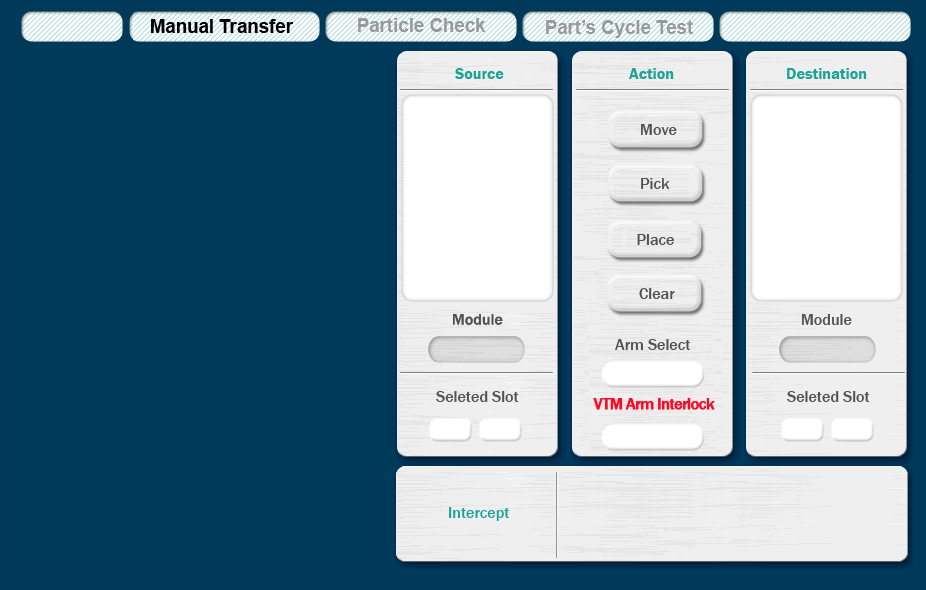 Manual Transfer
Particle Check
Part's Cycle Test
Source
Action
Destination
Move
Pick
Place
Clear
Module
Arm Select
Module
Seleted Slot
VTM Arm Interlock
Seleted Slot
Intercept